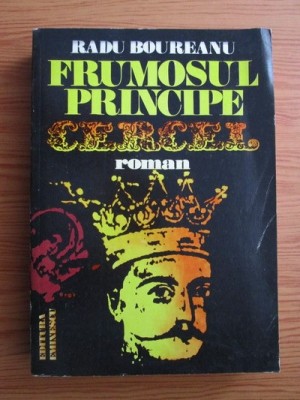 RADU BOUREANU
FRUMOSUL
PRINCIPE
CERCEL
roman
EDITURA
EMINESCU